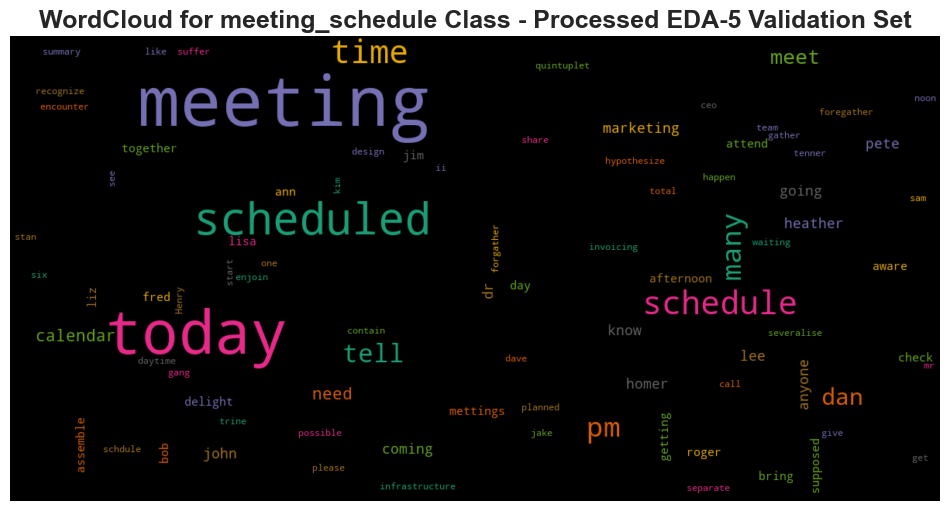 WordCloud for meeting_schedule Class - Processed EDA-5 Validation Set
summary
like
suffer
time
quintuplet
meet
recognize
encounter
meeting
ceo
noon
foregather
together
design
jim
ii
share
marketing
team
gather
attend
tenner
pete
hypothesize
see
ann
kim
happen
total
going
sam
stan
scheduled
lisa
forgather
invoicing
many
waiting
heather
six
start
one
enjoin
liz
fred
Henry
dr
day
afternoon
aware
calendar
today
contain
schedule
know
severalise
daytime
gang
tell
dave
lee
check
mr
delight
need
homer
call
anyone
dan
trine
mettings
planned
assemble
schdule
bob
john
possible
please
coming
jake
pm
getting
roger
supposed
give
bring
get
infrastructure
separate